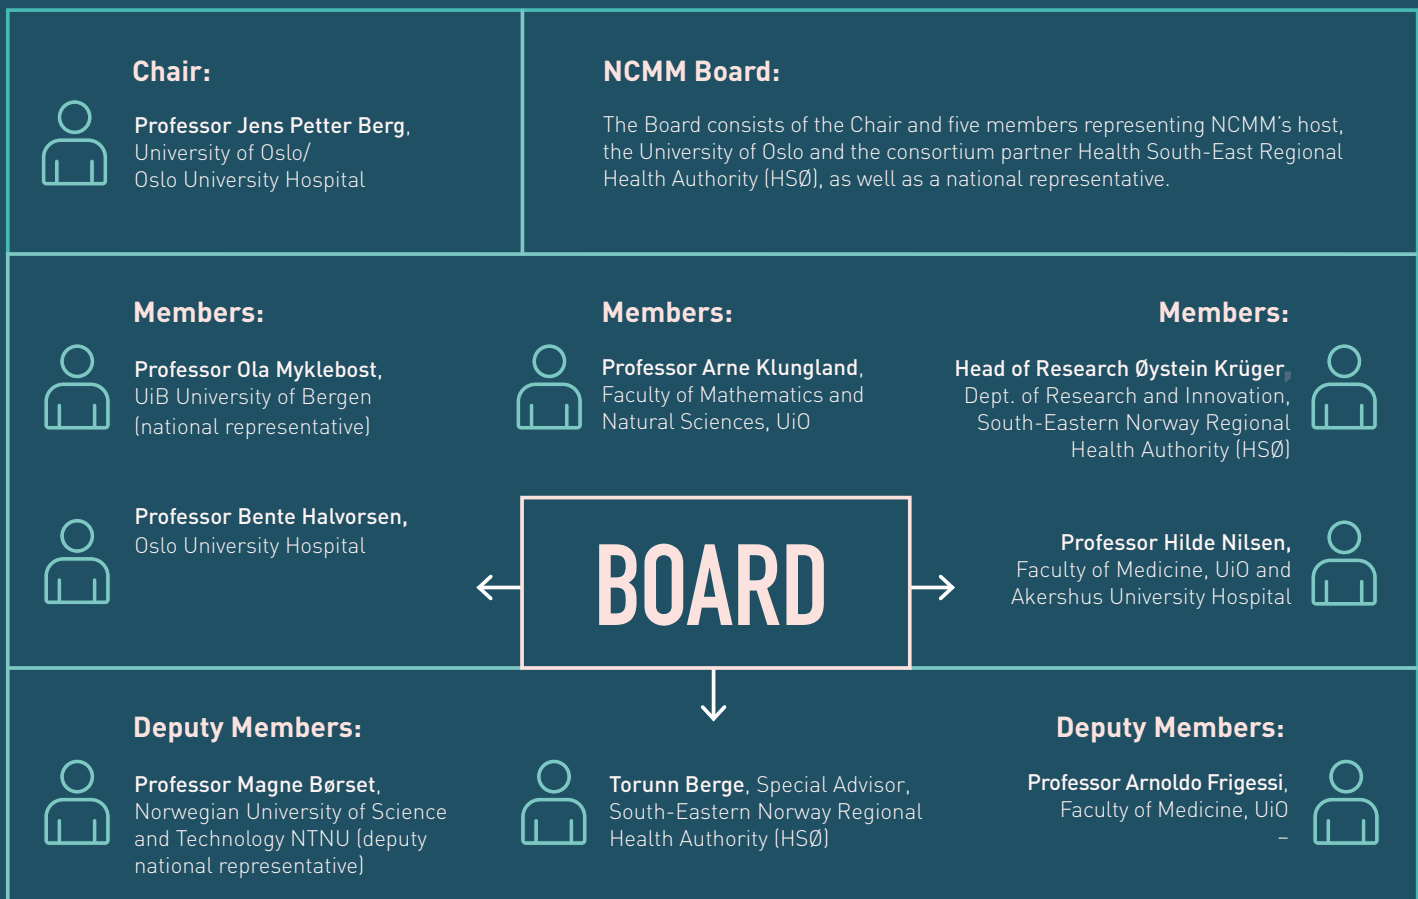 Chair:
Professor Jens Petter Berg,
University of Oslo/
Oslo University Hospital
NCMM Board:
The Board consists of the Chair and five members representing NCMM's host,
the University of Oslo and the consortium partner Health South-East Regional
Health Authority (HSØ), as well as a national representative.
Members:
Professor Ola Myklebost,
UiB University of Bergen
(national representative)
Professor Bente Halvorsen,
Oslo University Hospital
Members:
Professor Arne Klungland,
Faculty of Mathematics and
Natural Sciences, UiO
Members:
Head of Research Øystein Krüger,
Dept. of Research and Innovation,
South-Eastern Norway Regional
Health Authority (HSØ)
Professor Hilde Nilsen,
Faculty of Medicine, UiO and
Akershus University Hospital
BOARD
Deputy Members:
Professor Magne Børset,
Norwegian University of Science
and Technology NTNU (deputy
national representative)
Torunn Berge, Special Advisor,
South-Eastern Norway Regional
Health Authority (HSØ)
Deputy Members:
Professor Arnoldo Frigessi,
Faculty of Medicine, UiO
–